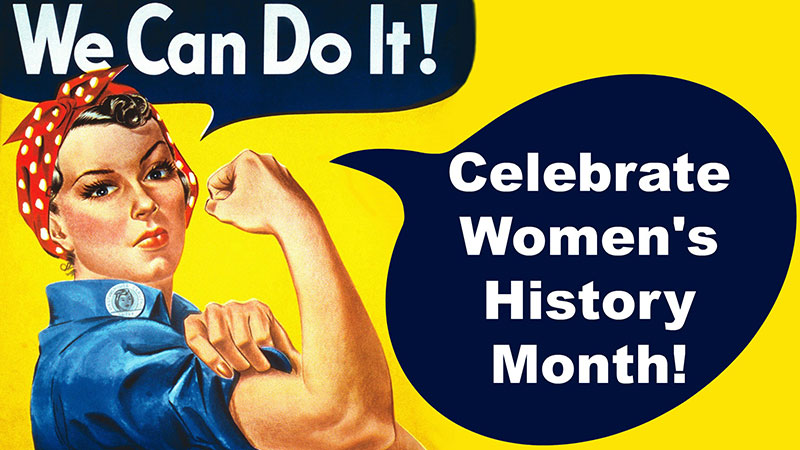 We Can Do It!
Celebrate
Women's
History
Month!